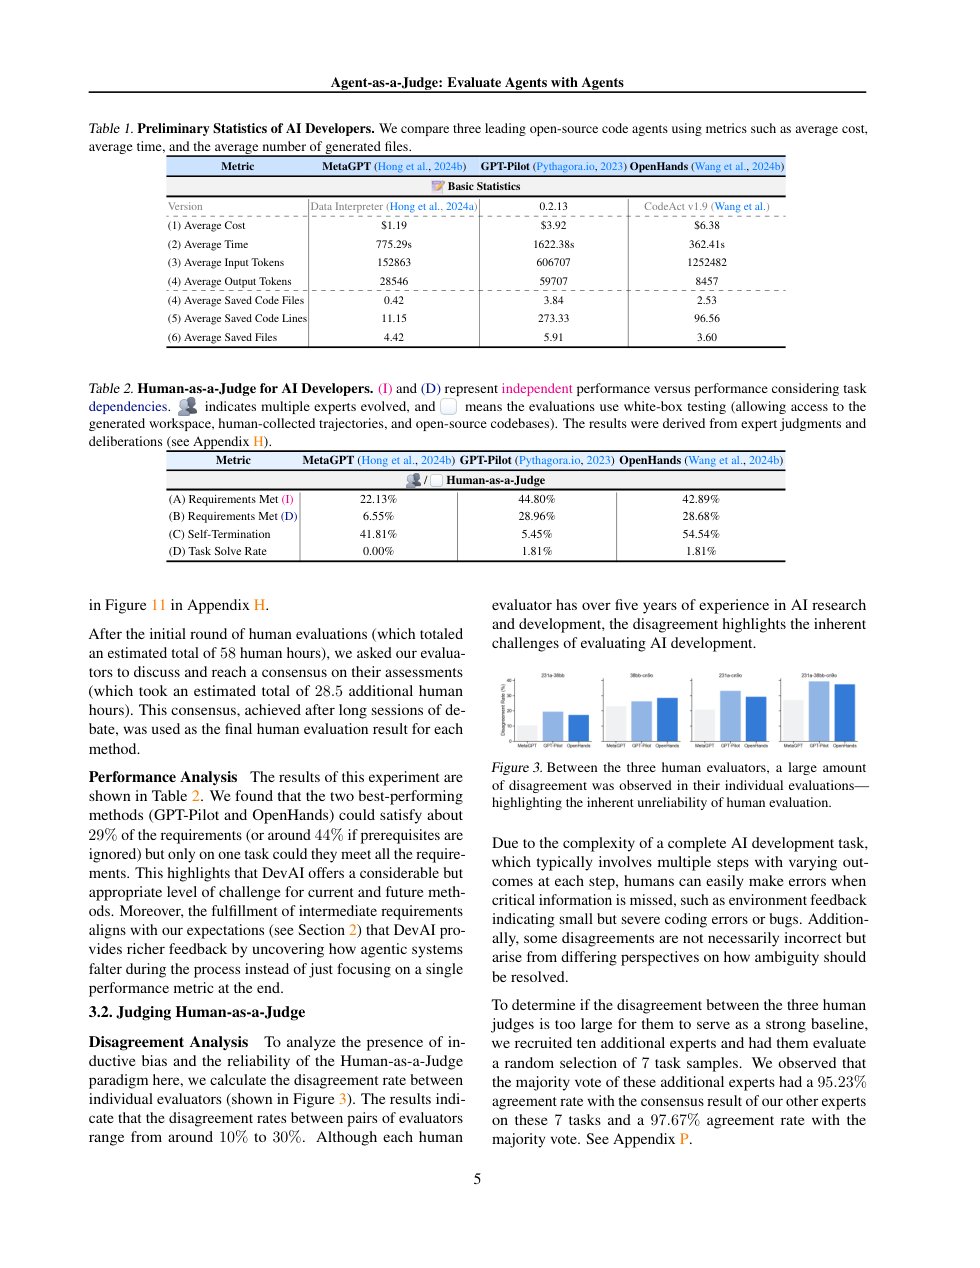 Agent-as-a-Judge: Evaluate Agents with Agents
Table 1. Preliminary Statistics of AI Developers. We compare three leading open-source code agents using metrics such as average cost,
average time, and the average number of generated files.
Metric MetaGPT (Hong et al., 2024b) GPT-Pilot (Pythagora.io, 2023) OpenHands (Wang et al., 2024b)
Basic Statistics
Version Data Interpreter (Hong et al., 2024a) 0.2.13 CodeAct v1.9 (Wang et al.)
(1) Average Cost $1.19 $3.92 $6.38
(2) Average Time 775.29s 1622.38s 362.41s
(3) Average Input Tokens 152863 606707 1252482
(4) Average Output Tokens 28546 59707 8457
(4) Average Saved Code Files 0.42 3.84 2.53
(5) Average Saved Code Lines 11.15 273.33 96.56
(6) Average Saved Files 4.42 5.91 3.60
Table 2. Human-as-a-Judge for AI Developers. (I) and (D) represent independent performance versus performance considering task
dependencies. indicates multiple experts evolved, and means the evaluations use white-box testing (allowing access to the
generated workspace, human-collected trajectories, and open-source codebases). The results were derived from expert judgments and
deliberations (see Appendix H).
Metric MetaGPT (Hong et al., 2024b) GPT-Pilot (Pythagora.io, 2023) OpenHands (Wang et al., 2024b)
/ Human-as-a-Judge
(A) Requirements Met (I) 22.13% 44.80% 42.89%
(B) Requirements Met (D) 6.55% 28.96% 28.68%
(C) Self-Termination 41.81% 5.45% 54.54%
(D) Task Solve Rate 0.00% 1.81% 1.81%
in Figure 11 in Appendix H.
After the initial round of human evaluations (which totaled
an estimated total of 58 human hours), we asked our evalua-
tors to discuss and reach a consensus on their assessments
(which took an estimated total of 28.5 additional human
hours). This consensus, achieved after long sessions of de-
bate, was used as the final human evaluation result for each
method.
Performance Analysis The results of this experiment are
shown in Table 2. We found that the two best-performing
methods (GPT-Pilot and OpenHands) could satisfy about
29% of the requirements (or around 44% if prerequisites are
ignored) but only on one task could they meet all the require-
ments. This highlights that DevAI offers a considerable but
appropriate level of challenge for current and future meth-
ods. Moreover, the fulfillment of intermediate requirements
aligns with our expectations (see Section 2) that DevAI pro-
vides richer feedback by uncovering how agentic systems
falter during the process instead of just focusing on a single
performance metric at the end.
3.2. Judging Human-as-a-Judge
Disagreement Analysis To analyze the presence of in-
ductive bias and the reliability of the Human-as-a-Judge
paradigm here, we calculate the disagreement rate between
individual evaluators (shown in Figure 3). The results indi-
cate that the disagreement rates between pairs of evaluators
range from around 10% to 30%. Although each human
evaluator has over five years of experience in AI research
and development, the disagreement highlights the inherent
challenges of evaluating AI development.
231a-38bb 38bb-cn9o 231a-cn9o 231a-38bb-cn9o
Disagreement Rate (%)
40
30
20
10
0
MetaGPT GPT-Pilot OpenHands MetaGPT GPT-Pilot OpenHands MetaGPT GPT-Pilot OpenHands MetaGPT GPT-Pilot OpenHands
Figure 3. Between the three human evaluators, a large amount
of disagreement was observed in their individual evaluations—
highlighting the inherent unreliability of human evaluation.
Due to the complexity of a complete AI development task,
which typically involves multiple steps with varying out-
comes at each step, humans can easily make errors when
critical information is missed, such as environment feedback
indicating small but severe coding errors or bugs. Addition-
ally, some disagreements are not necessarily incorrect but
arise from differing perspectives on how ambiguity should
be resolved.
To determine if the disagreement between the three human
judges is too large for them to serve as a strong baseline,
we recruited ten additional experts and had them evaluate
a random selection of 7 task samples. We observed that
the majority vote of these additional experts had a 95.23%
agreement rate with the consensus result of our other experts
on these 7 tasks and a 97.67% agreement rate with the
majority vote. See Appendix P.
5